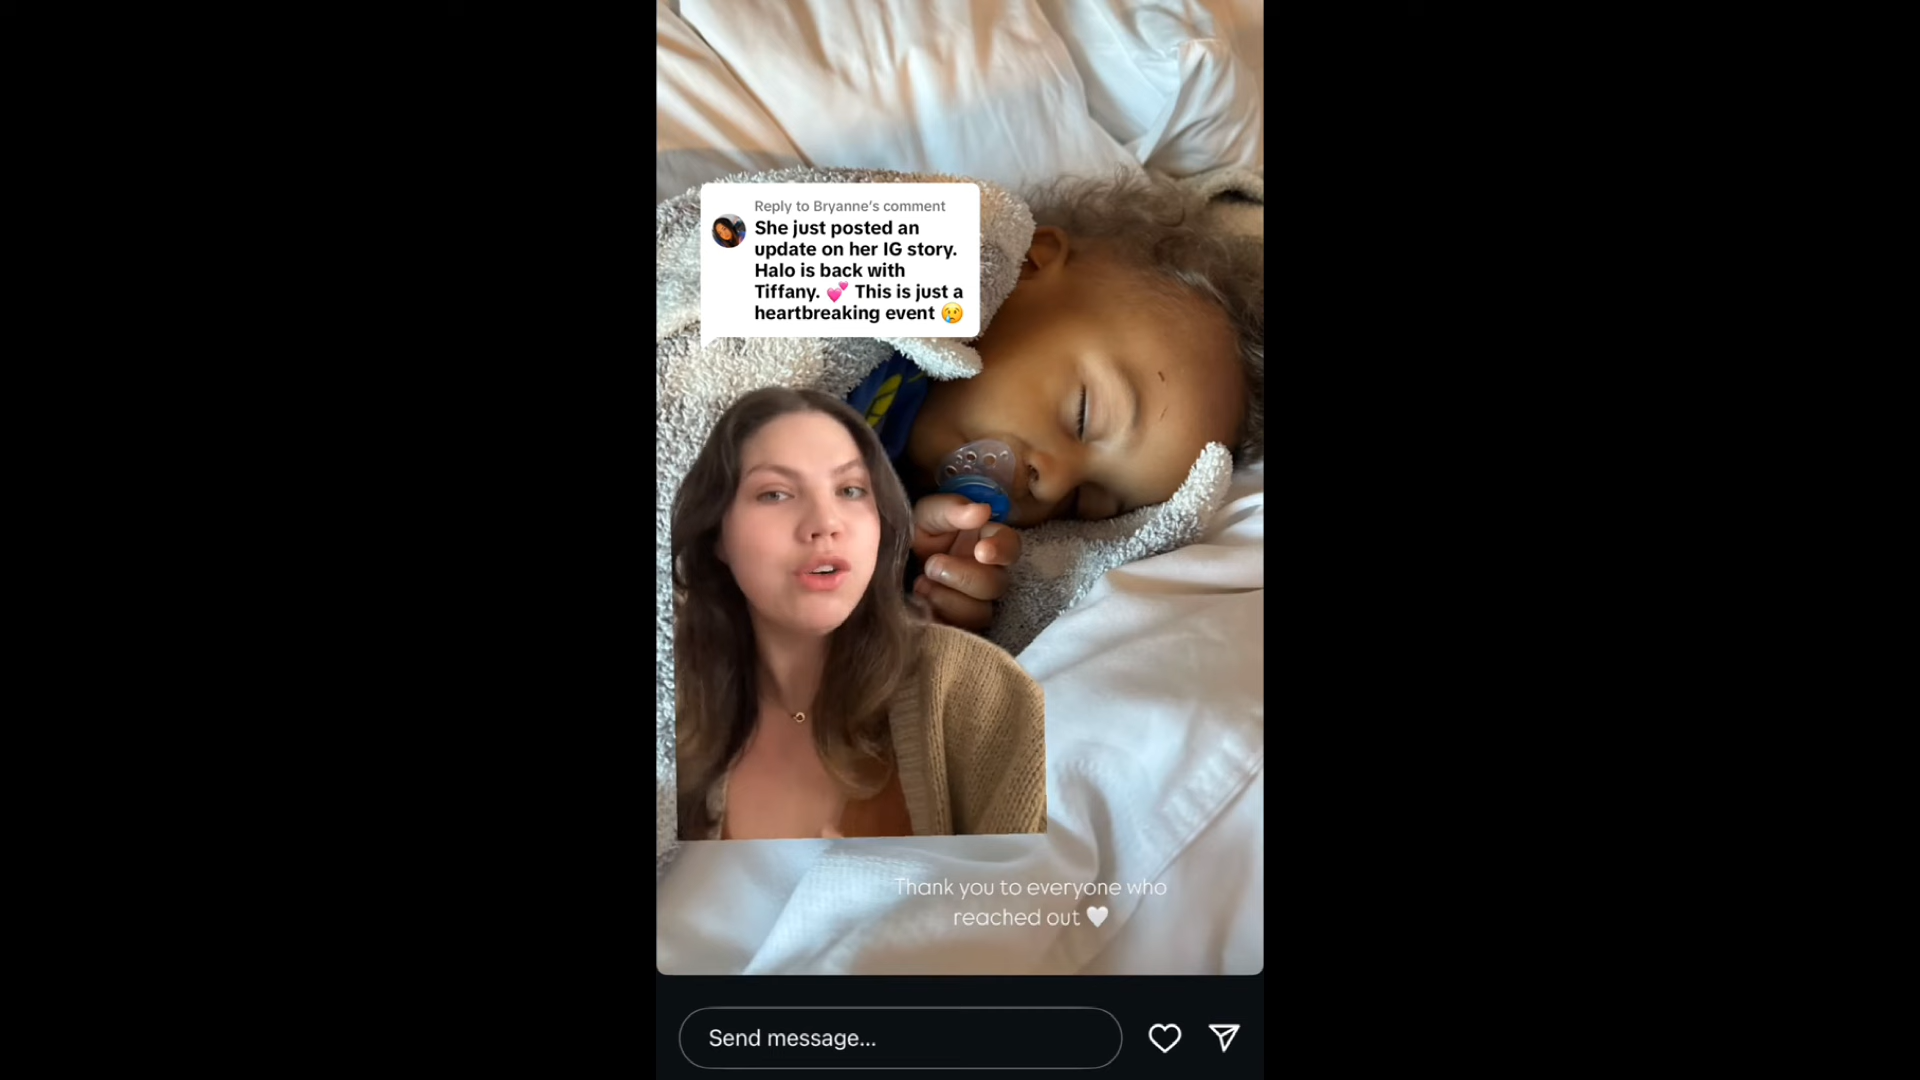 Reply to Bryanne's comment
She just posted an
update on her IG story.
Halo is back with
Tiffany. 💕 This is just a
heartbreaking event 😢
Thank you to everyone who
reached out 🤍
Send message...